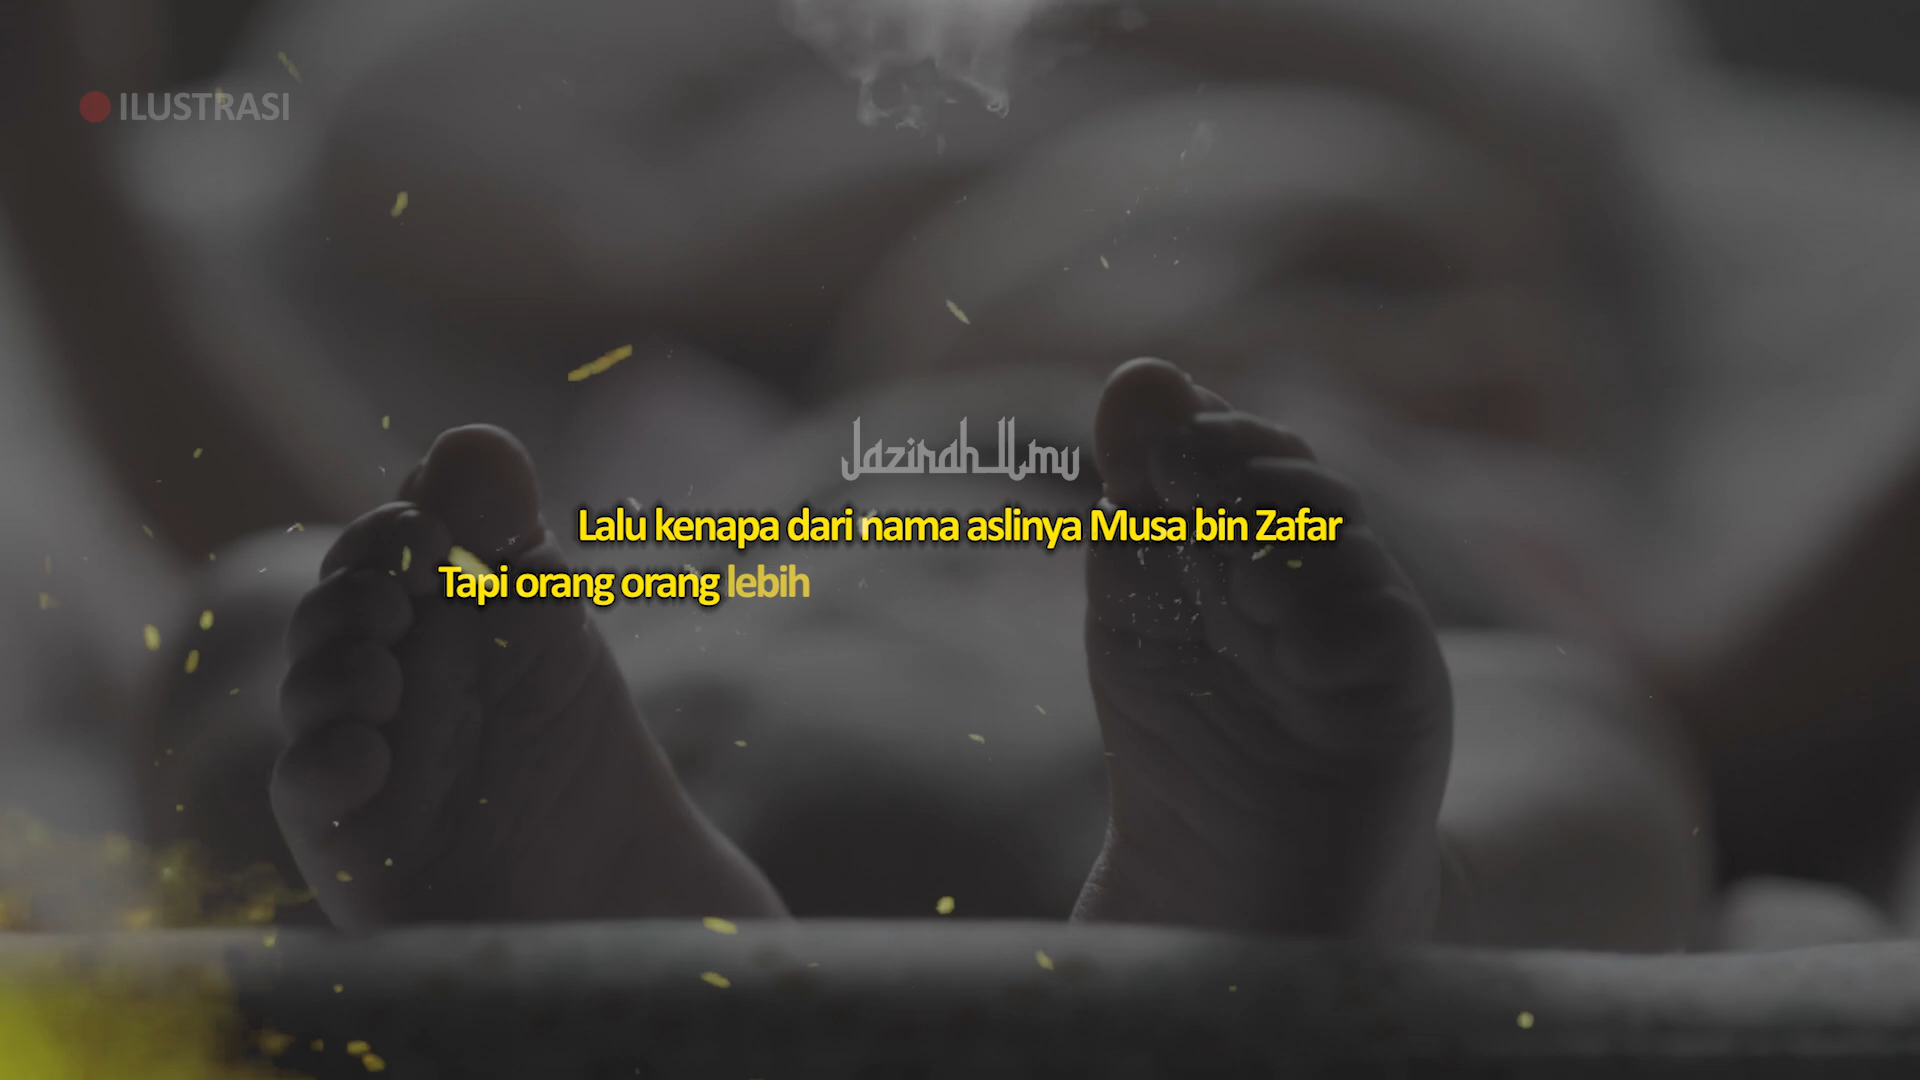 ILUSTRASI
Jazirah Ilmu
Lalu kenapa dari nama aslinya Musa bin Zafar
Tapi orang orang lebih